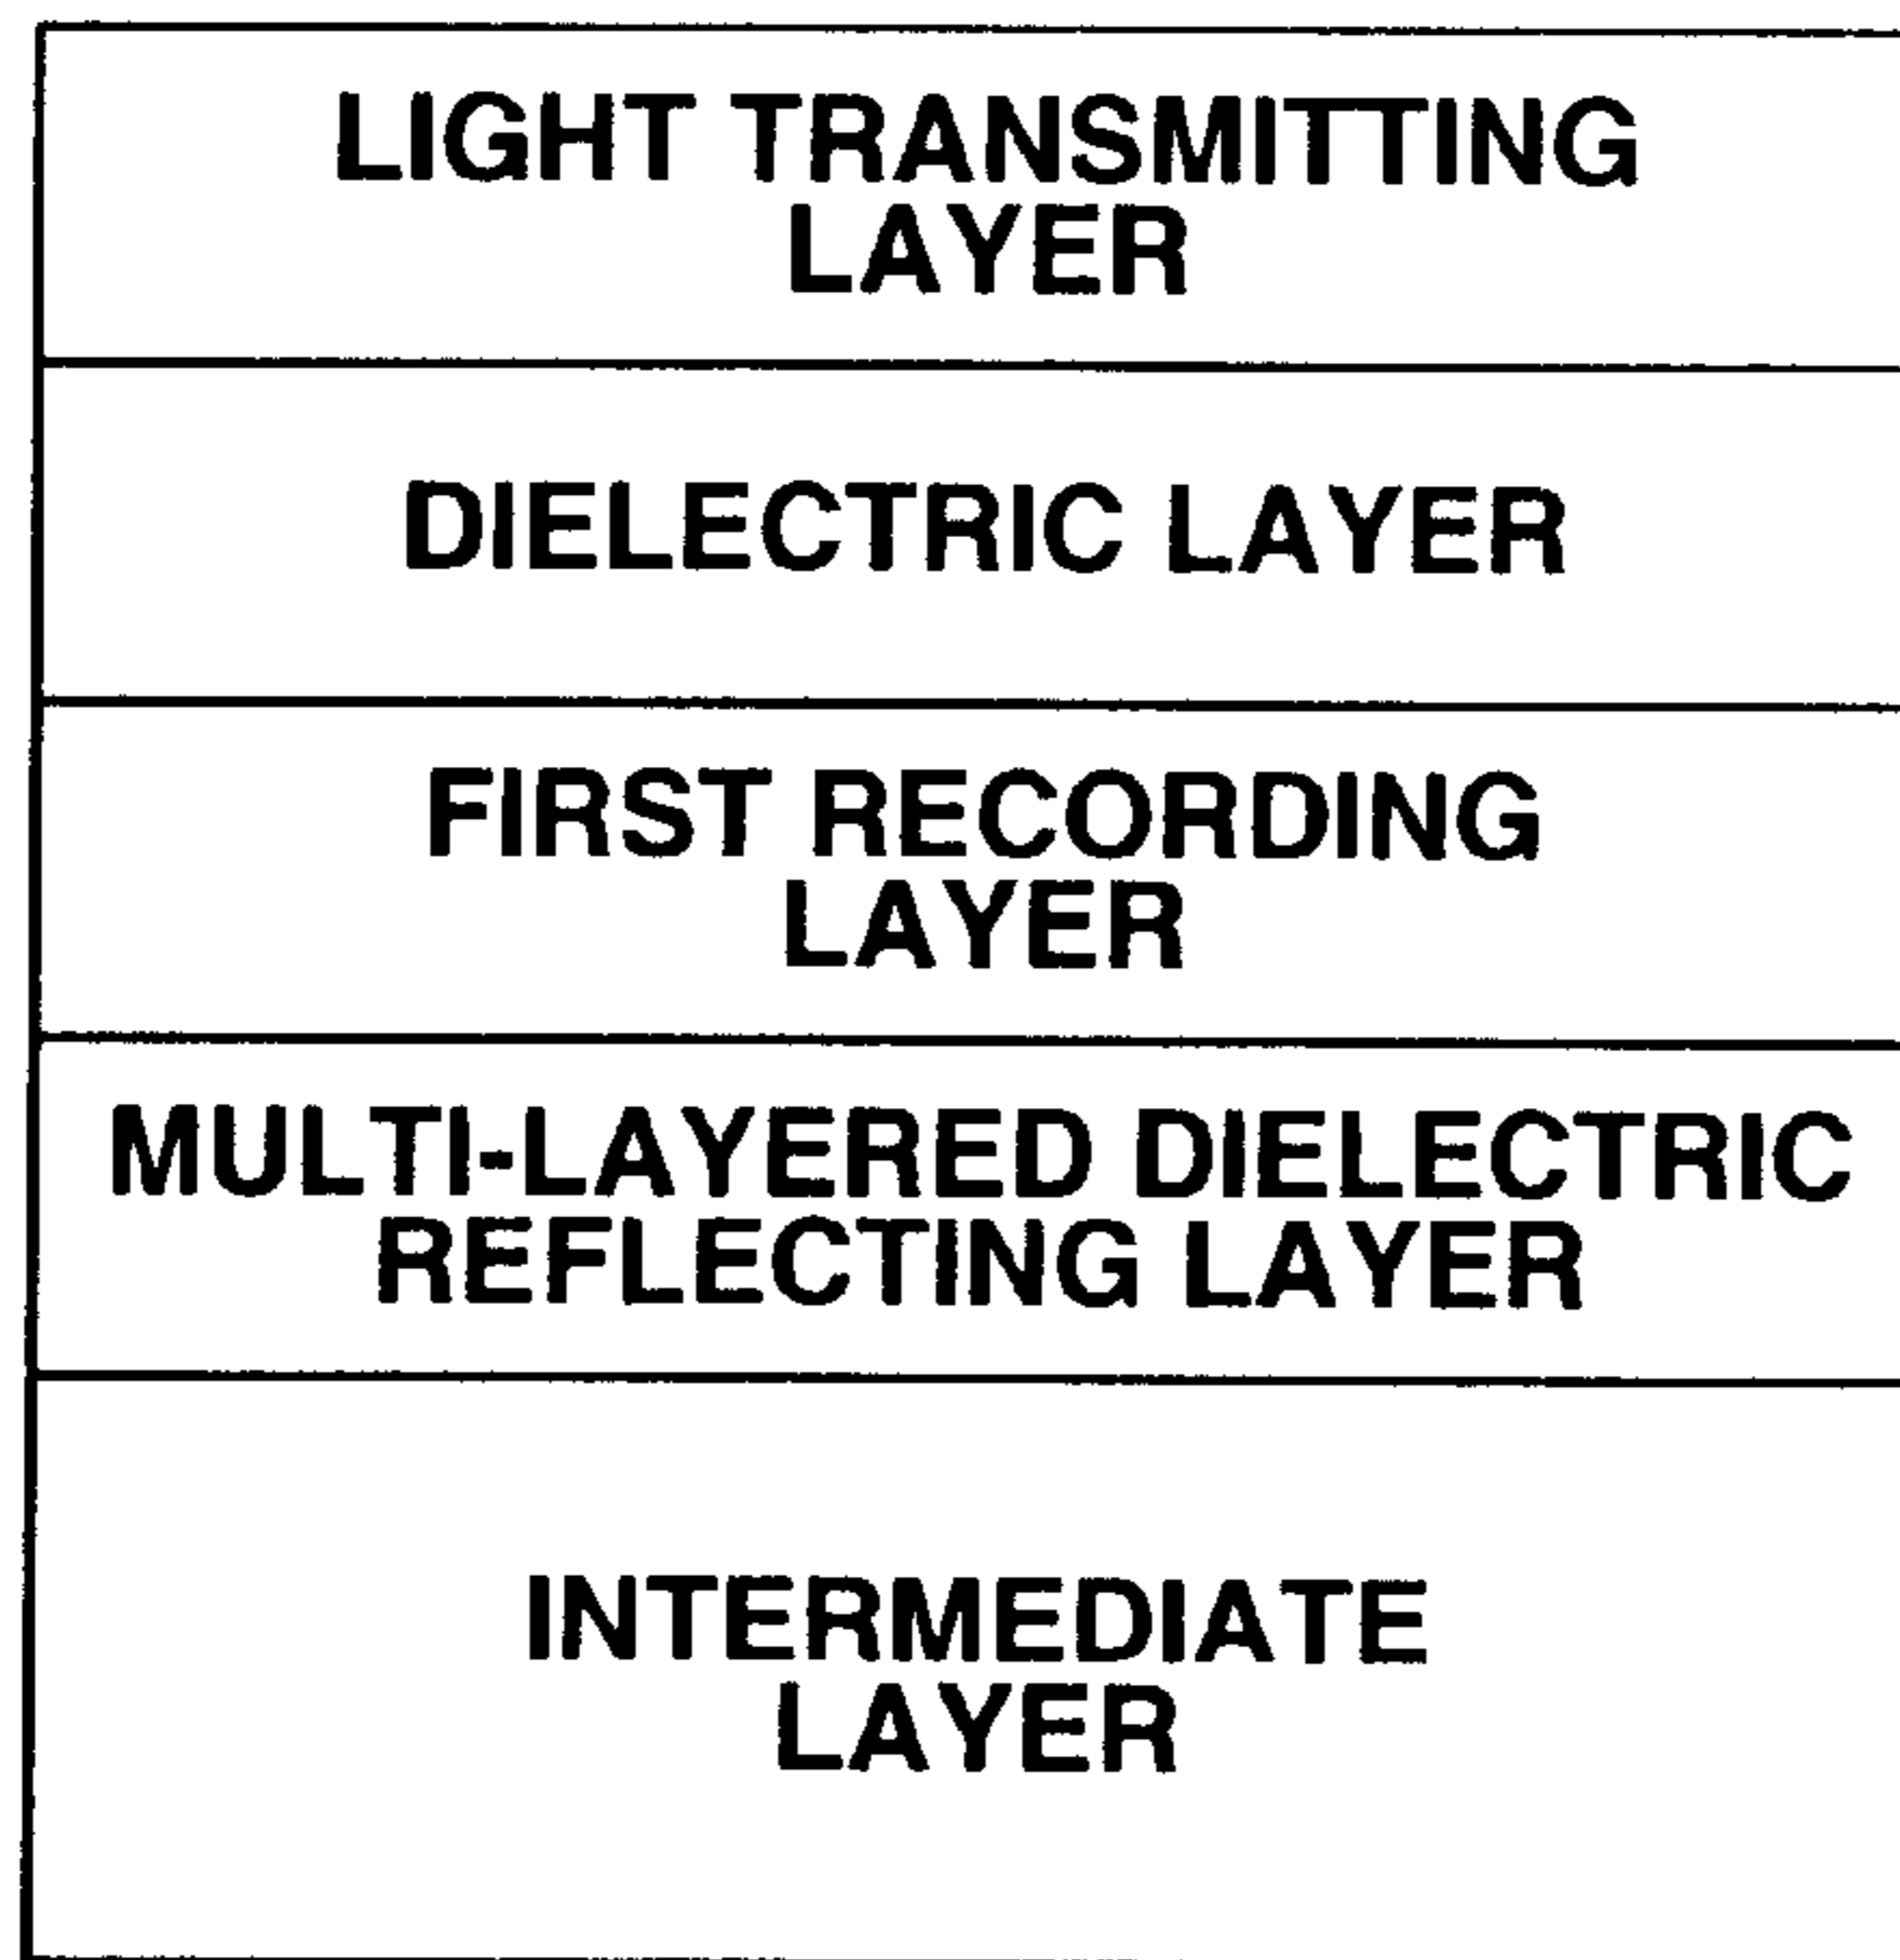 LIGHT TRANSMITTING
LAYER
DIELECTRIC LAYER
FIRST RECORDING
LAYER
MULTI-LAYERED DIELECTRIC
REFLECTING LAYER
INTERMEDIATE
LAYER